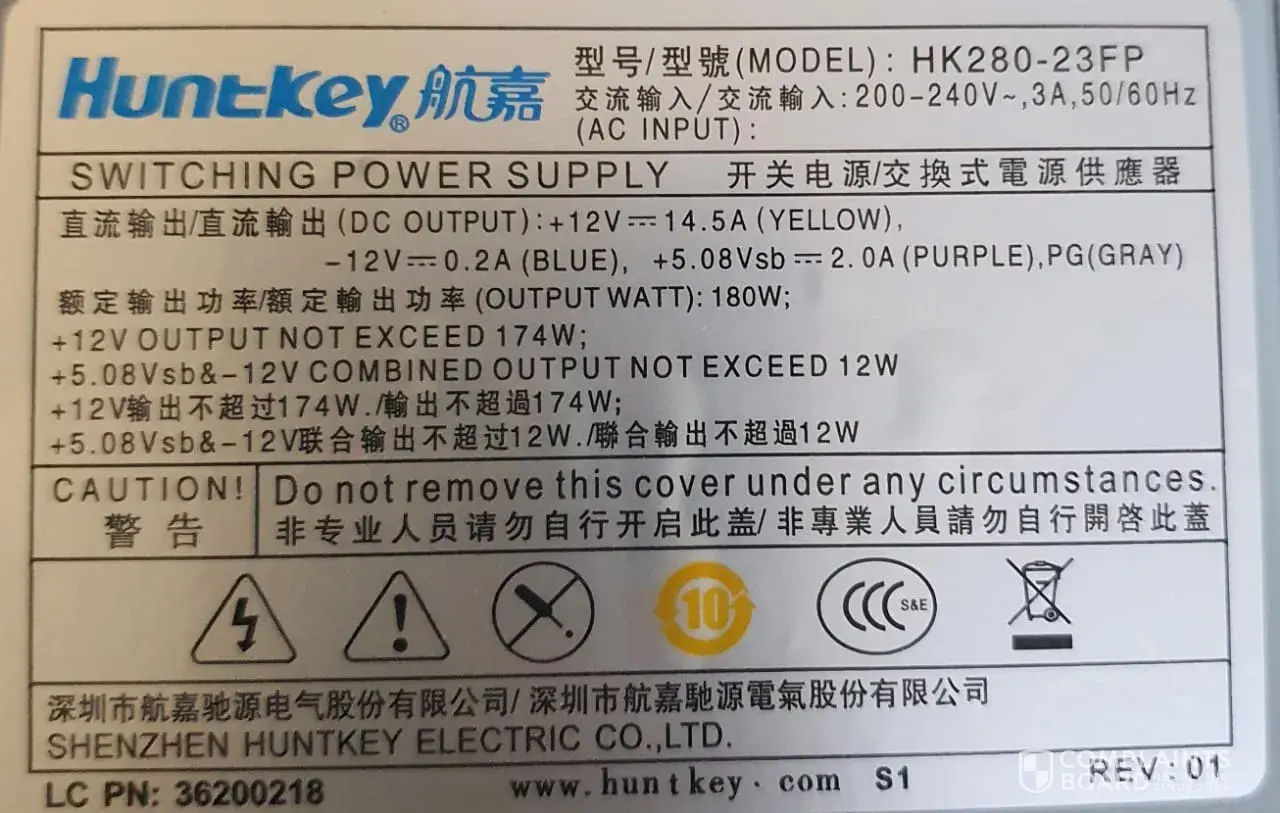 Huntkey® 航嘉
型号/型號(MODEL): HK280-23FP
交流输入/交流輸入:200-240V~,3A,50/60Hz
(AC INPUT):
SWITCHING POWER SUPPLY 开关电源/交換式電源供應器
直流输出/直流輸出(DC OUTPUT):+12V⎓14.5A(YELLOW),
-12V⎓0.2A(BLUE), +5.08Vsb⎓2.0A(PURPLE),PG(GRAY)
额定输出功率/額定輸出功率(OUTPUT WATT): 180W;
+12V OUTPUT NOT EXCEED 174W;
+5.08Vsb&-12V COMBINED OUTPUT NOT EXCEED 12W
+12V输出不超过174W./輸出不超過174W;
+5.08Vsb&-12V联合输出不超过12W./聯合輸出不超過12W
CAUTION! Do not remove this cover under any circumstances.
警告 非专业人员请勿自行开启此盖/非專業人員請勿自行開啓此蓋
10
CCC S&E
深圳市航嘉驰源电气股份有限公司/深圳市航嘉馳源電氣股份有限公司
SHENZHEN HUNTKEY ELECTRIC CO.,LTD.
LC PN: 36200218 www.huntkey.com S1 REV:01
COMPLAINTS
BOARD